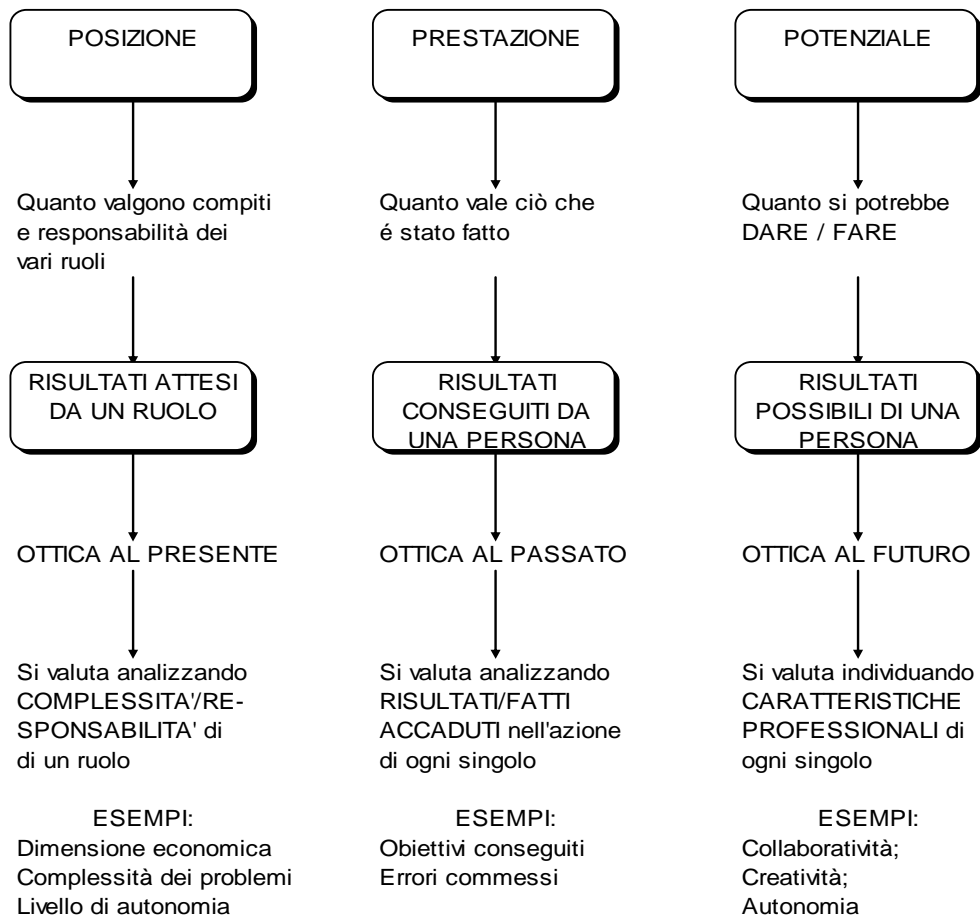 POSIZIONE
Quanto valgono compiti
e responsabilità dei
vari ruoli
RISULTATI ATTESI
DA UN RUOLO
OTTICA AL PRESENTE
Si valuta analizzando
COMPLESSITA'/RE-
SPONSABILITA' di
di un ruolo
ESEMPI:
Dimensione economica
Complessità dei problemi
Livello di autonomia
PRESTAZIONE
Quanto vale ciò che
é stato fatto
RISULTATI
CONSEGUITI DA
UNA PERSONA
OTTICA AL PASSATO
Si valuta analizzando
RISULTATI/FATTI
ACCADUTI nell'azione
di ogni singolo
ESEMPI:
Obiettivi conseguiti
Errori commessi
POTENZIALE
Quanto si potrebbe
DARE / FARE
RISULTATI
POSSIBILI DI UNA
PERSONA
OTTICA AL FUTURO
Si valuta individuando
CARATTERISTICHE
PROFESSIONALI di
ogni singolo
ESEMPI:
Collaboratività;
Creatività;
Autonomia